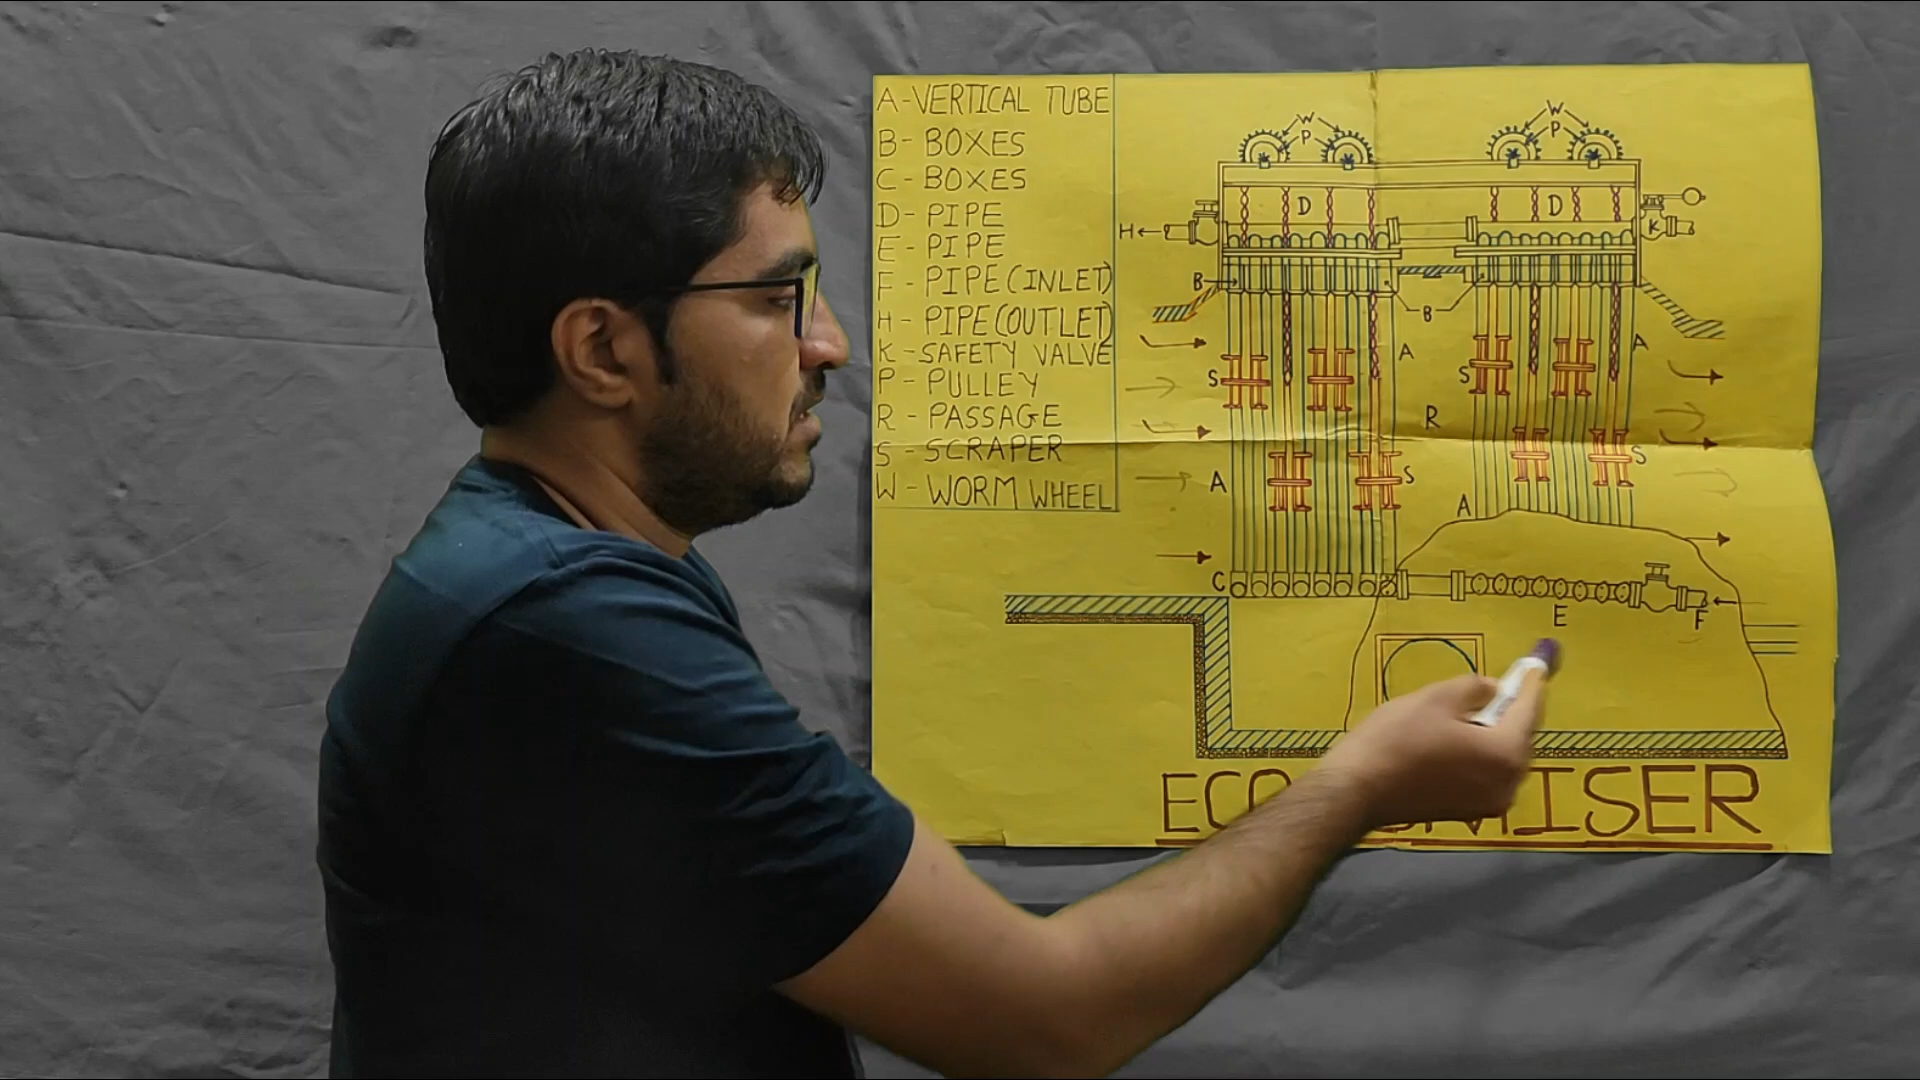 A-VERTICAL TUBE
B- BOXES
C- BOXES
D- PIPE
E- PIPE
F- PIPE(INLET)
H- PIPE(OUTLET)
K-SAFETY VALVE
P- PULLEY
R- PASSAGE
S- SCRAPER
W-WORM WHEEL
W W
P P
D D
H K
B
B
A A
S S
R
S S
A A
C
E F
ISER